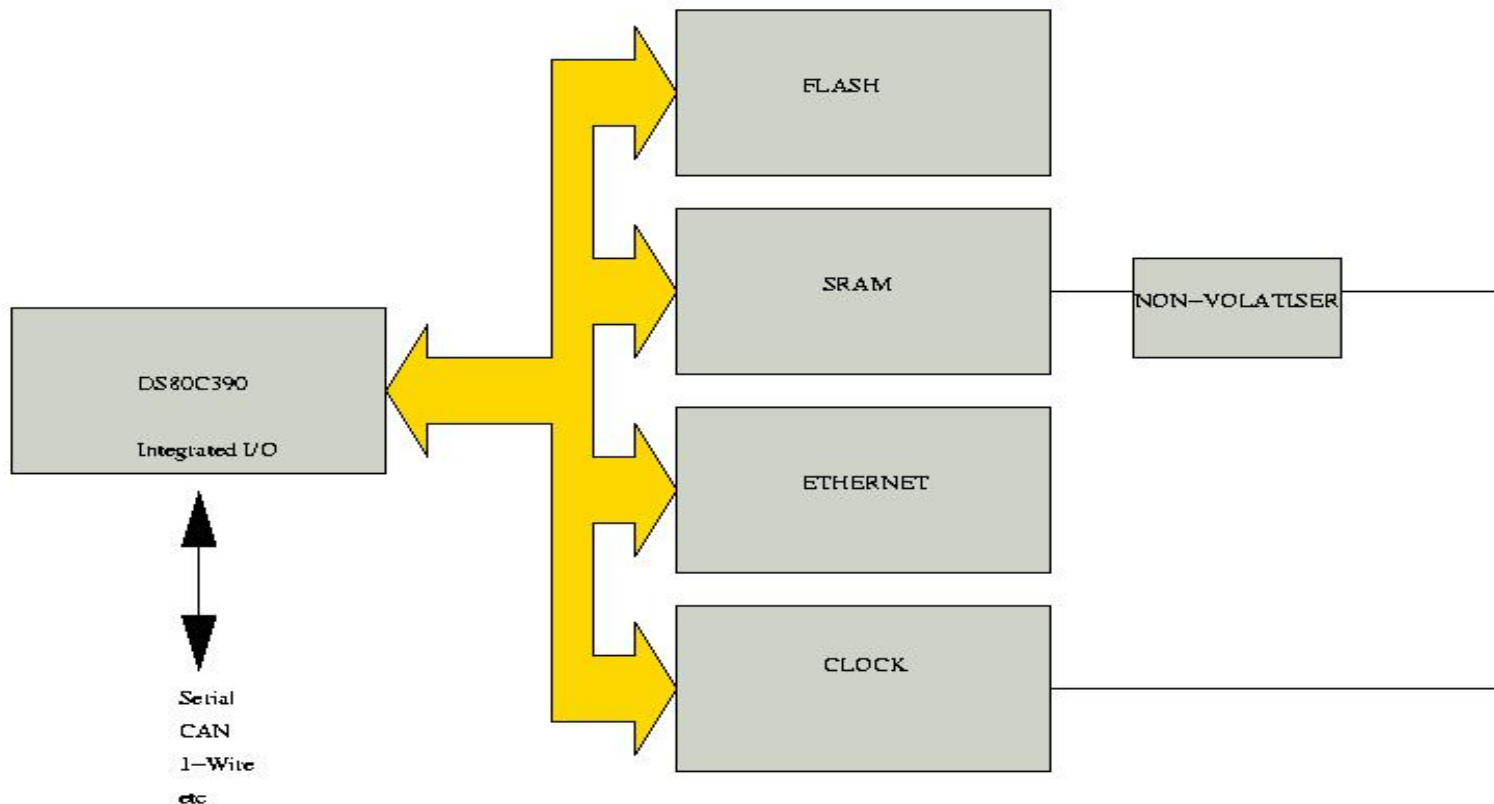 FLASH
SRAM
NON-VOLATISER
DS80C390
Integrated I/O
ETHERNET
CLOCK
Serial
CAN
1-Wire
etc